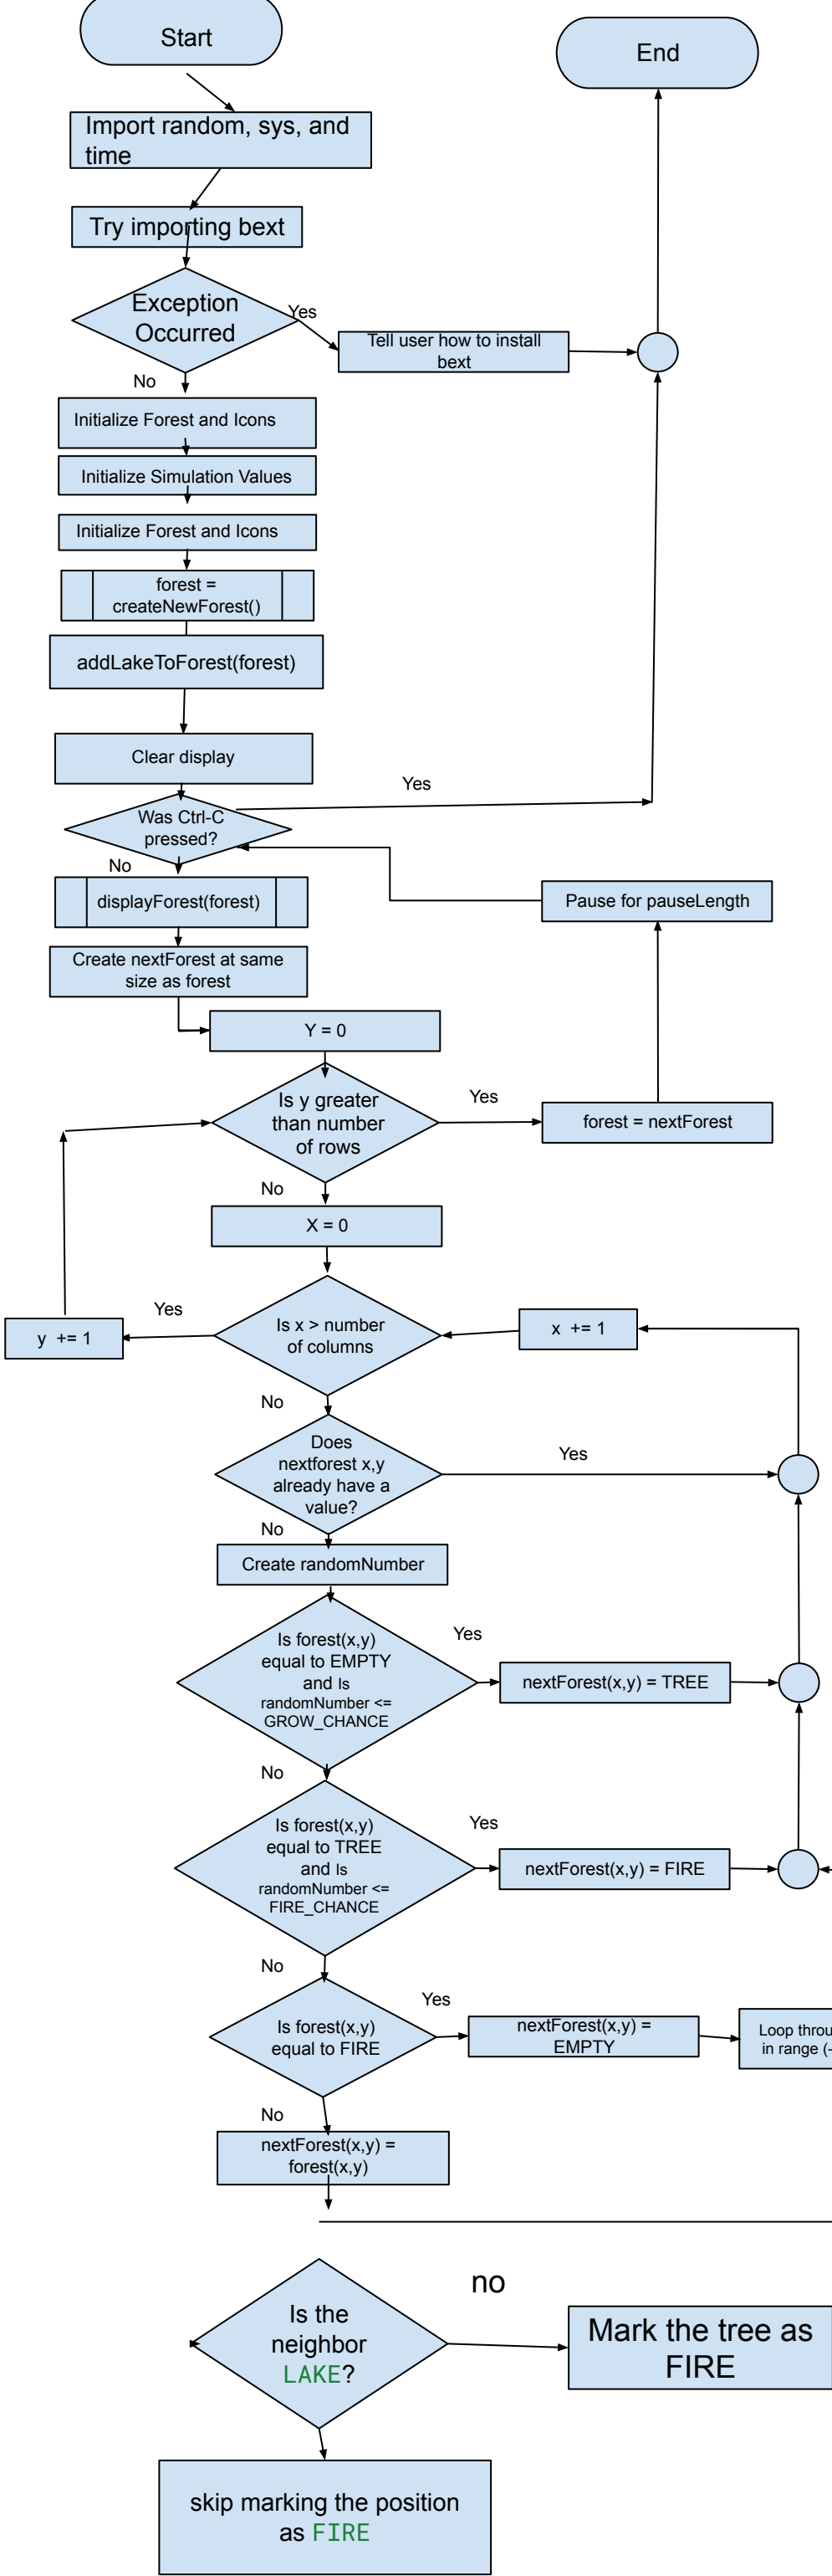 Start
End
Import random, sys, and
time
Try importing bext
Exception
Occurred
Yes
Tell user how to install
bext
No
Initialize Forest and Icons
Initialize Simulation Values
Initialize Forest and Icons
forest =
createNewForest()
addLakeToForest(forest)
Clear display
Yes
Was Ctrl-C
pressed?
No
displayForest(forest)
Pause for pauseLength
Create nextForest at same
size as forest
Y = 0
Is y greater
than number
of rows
Yes
forest = nextForest
No
X = 0
Yes
y += 1
Is x > number
of columns
x += 1
No
Does
nextforest x,y
already have a
value?
Yes
No
Create randomNumber
Is forest(x,y)
equal to EMPTY
and Is
randomNumber <=
GROW_CHANCE
Yes
nextForest(x,y) = TREE
No
Is forest(x,y)
equal to TREE
and Is
randomNumber <=
FIRE_CHANCE
Yes
nextForest(x,y) = FIRE
No
Is forest(x,y)
equal to FIRE
Yes
nextForest(x,y) =
EMPTY
Loop
in range (-
No
nextForest(x,y) =
forest(x,y)
Is the
neighbor
LAKE?
no
Mark the tree as
FIRE
skip marking the position
as FIRE